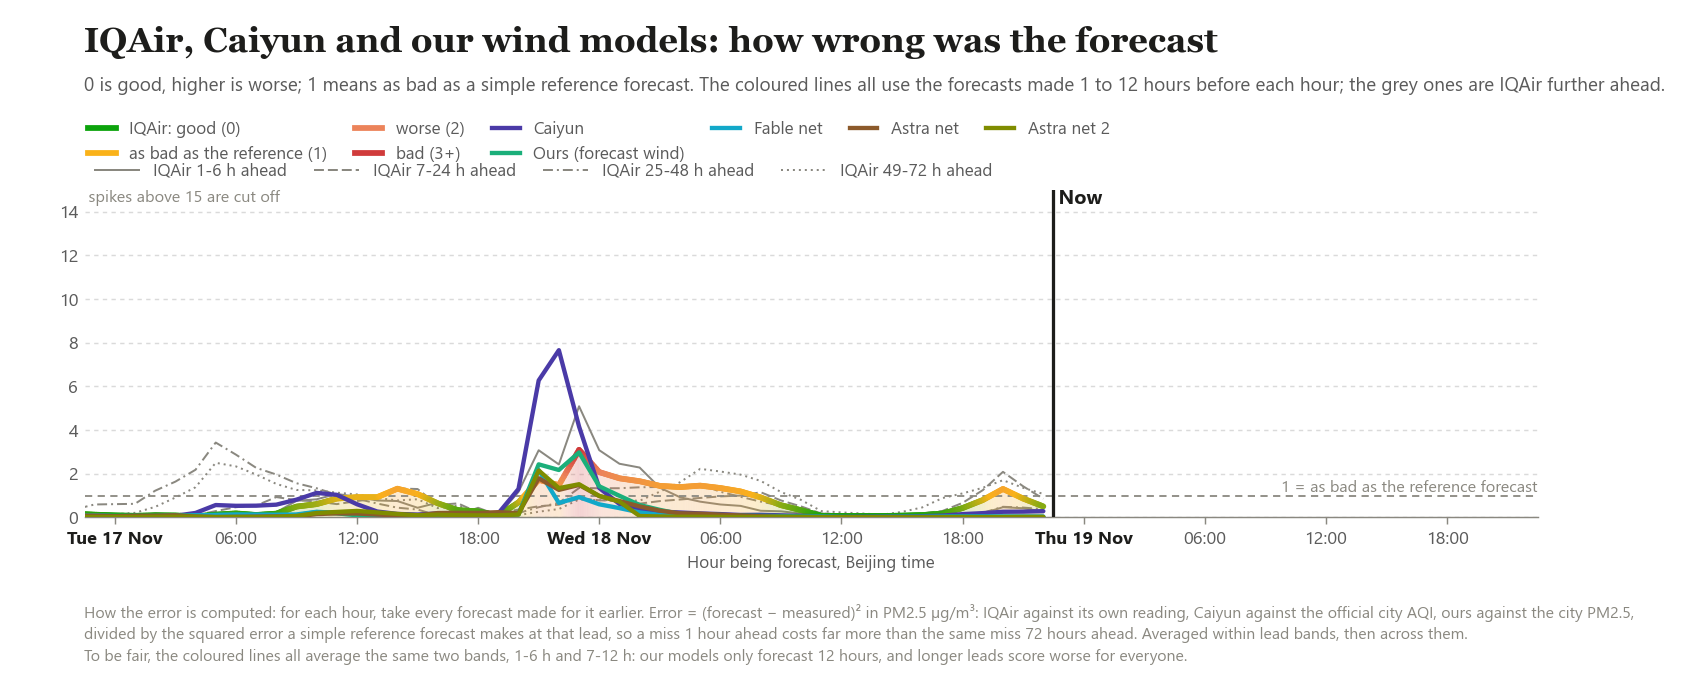 IQAir, Caiyun and our wind models: how wrong was the forecast
0 is good, higher is worse; 1 means as bad as a simple reference forecast. The coloured lines all use the forecasts made 1 to 12 hours before each hour; the grey ones are IQAir further ahead.
IQAir: good (0) worse (2) Caiyun Fable net Astra net Astra net 2
as bad as the reference (1) bad (3+) Ours (forecast wind)
IQAir 1-6 h ahead IQAir 7-24 h ahead IQAir 25-48 h ahead IQAir 49-72 h ahead
spikes above 15 are cut off
Now
14
12
10
8
6
4
2
1 = as bad as the reference forecast
0
Tue 17 Nov 06:00 12:00 18:00 Wed 18 Nov 06:00 12:00 18:00 Thu 19 Nov 06:00 12:00 18:00
Hour being forecast, Beijing time
How the error is computed: for each hour, take every forecast made for it earlier. Error = (forecast − measured)² in PM2.5 µg/m³: IQAir against its own reading, Caiyun against the official city AQI, ours against the city PM2.5,
divided by the squared error a simple reference forecast makes at that lead, so a miss 1 hour ahead costs far more than the same miss 72 hours ahead. Averaged within lead bands, then across them.
To be fair, the coloured lines all average the same two bands, 1-6 h and 7-12 h: our models only forecast 12 hours, and longer leads score worse for everyone.